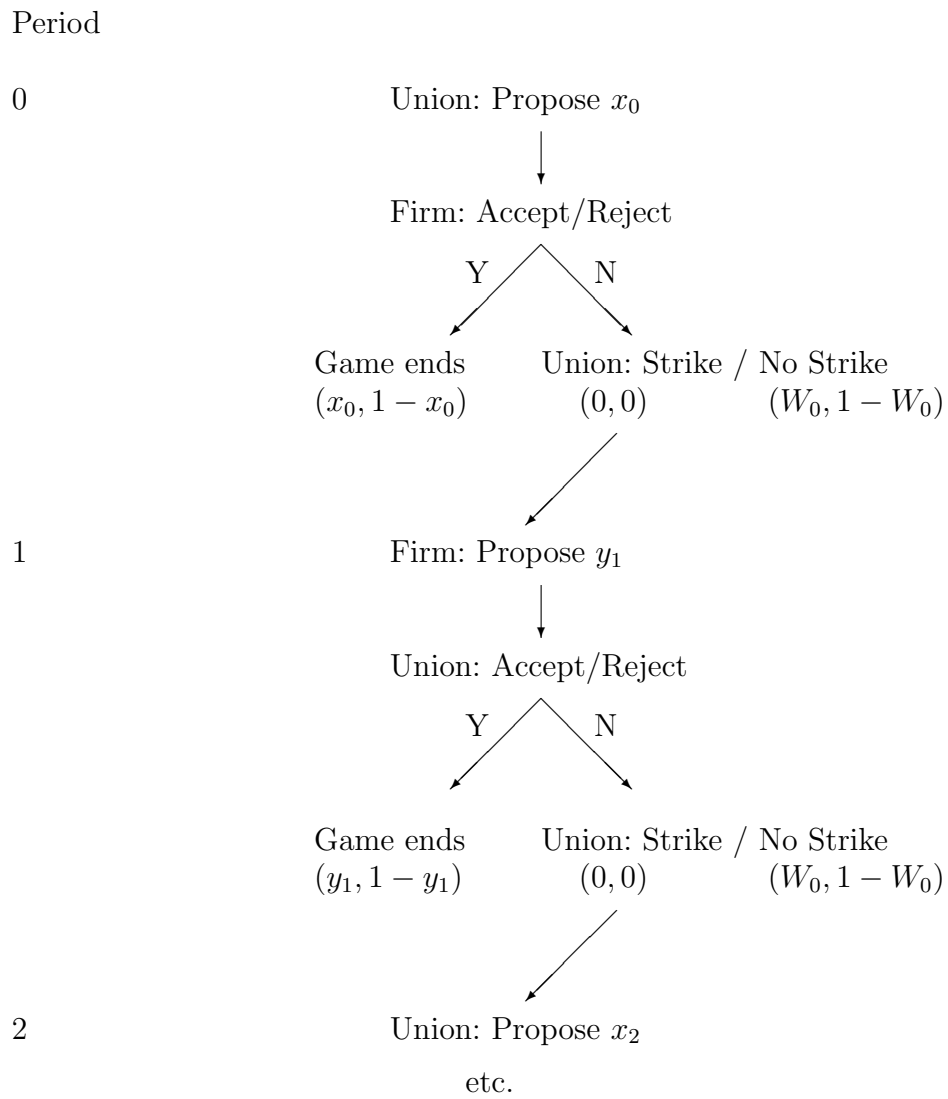 Period
0 Union: Propose x₀
Firm: Accept/Reject
Y N
Game ends Union: Strike / No Strike
(x₀, 1 − x₀) (0, 0) (W₀, 1 − W₀)
1 Firm: Propose y₁
Union: Accept/Reject
Y N
Game ends Union: Strike / No Strike
(y₁, 1 − y₁) (0, 0) (W₀, 1 − W₀)
2 Union: Propose x₂
etc.